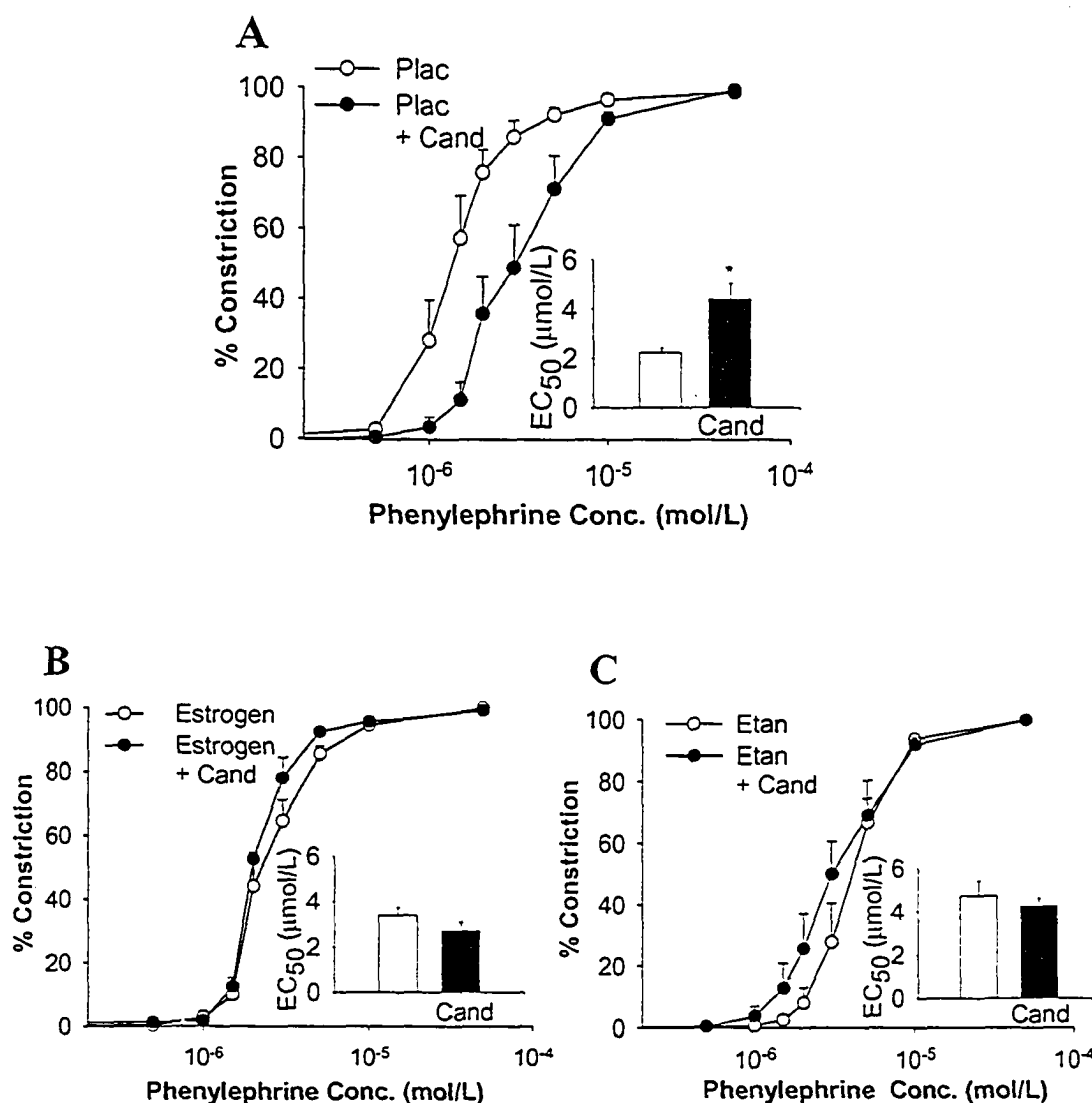 A
Plac
Plac
+ Cand
100
80
60
40
20
0
% Constriction
10-6
10-5
10-4
Phenylephrine Conc. (mol/L)
6
4
2
0
EC50 (µmol/L)
*
Cand
B
Estrogen
Estrogen
+ Cand
100
80
60
40
20
0
% Constriction
10-6
10-5
10-4
Phenylephrine Conc. (mol/L)
6
4
2
0
EC50 (µmol/L)
Cand
C
Etan
Etan
+ Cand
100
80
60
40
20
0
% Constriction
10-6
10-5
10-4
Phenylephrine Conc. (mol/L)
6
4
2
0
EC50 (µmol/L)
Cand